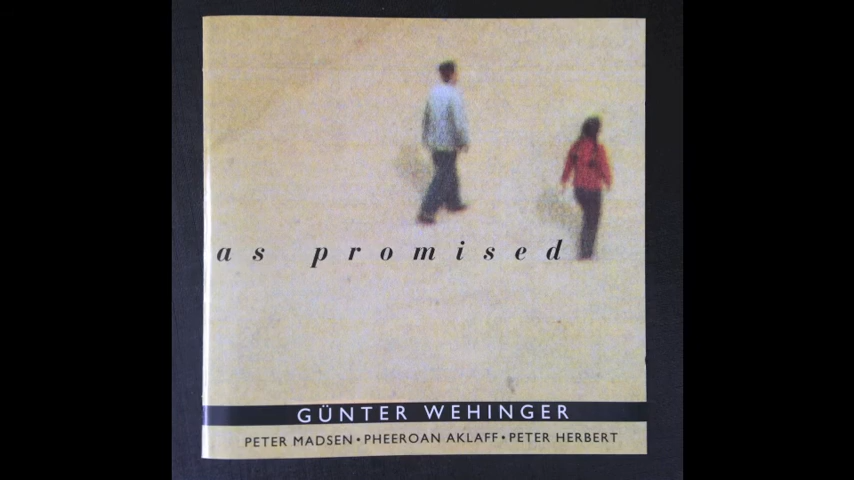 as promised
GÜNTER WEHINGER
PETER MADSEN • PHEEROAN AKLAFF • PETER HERBERT